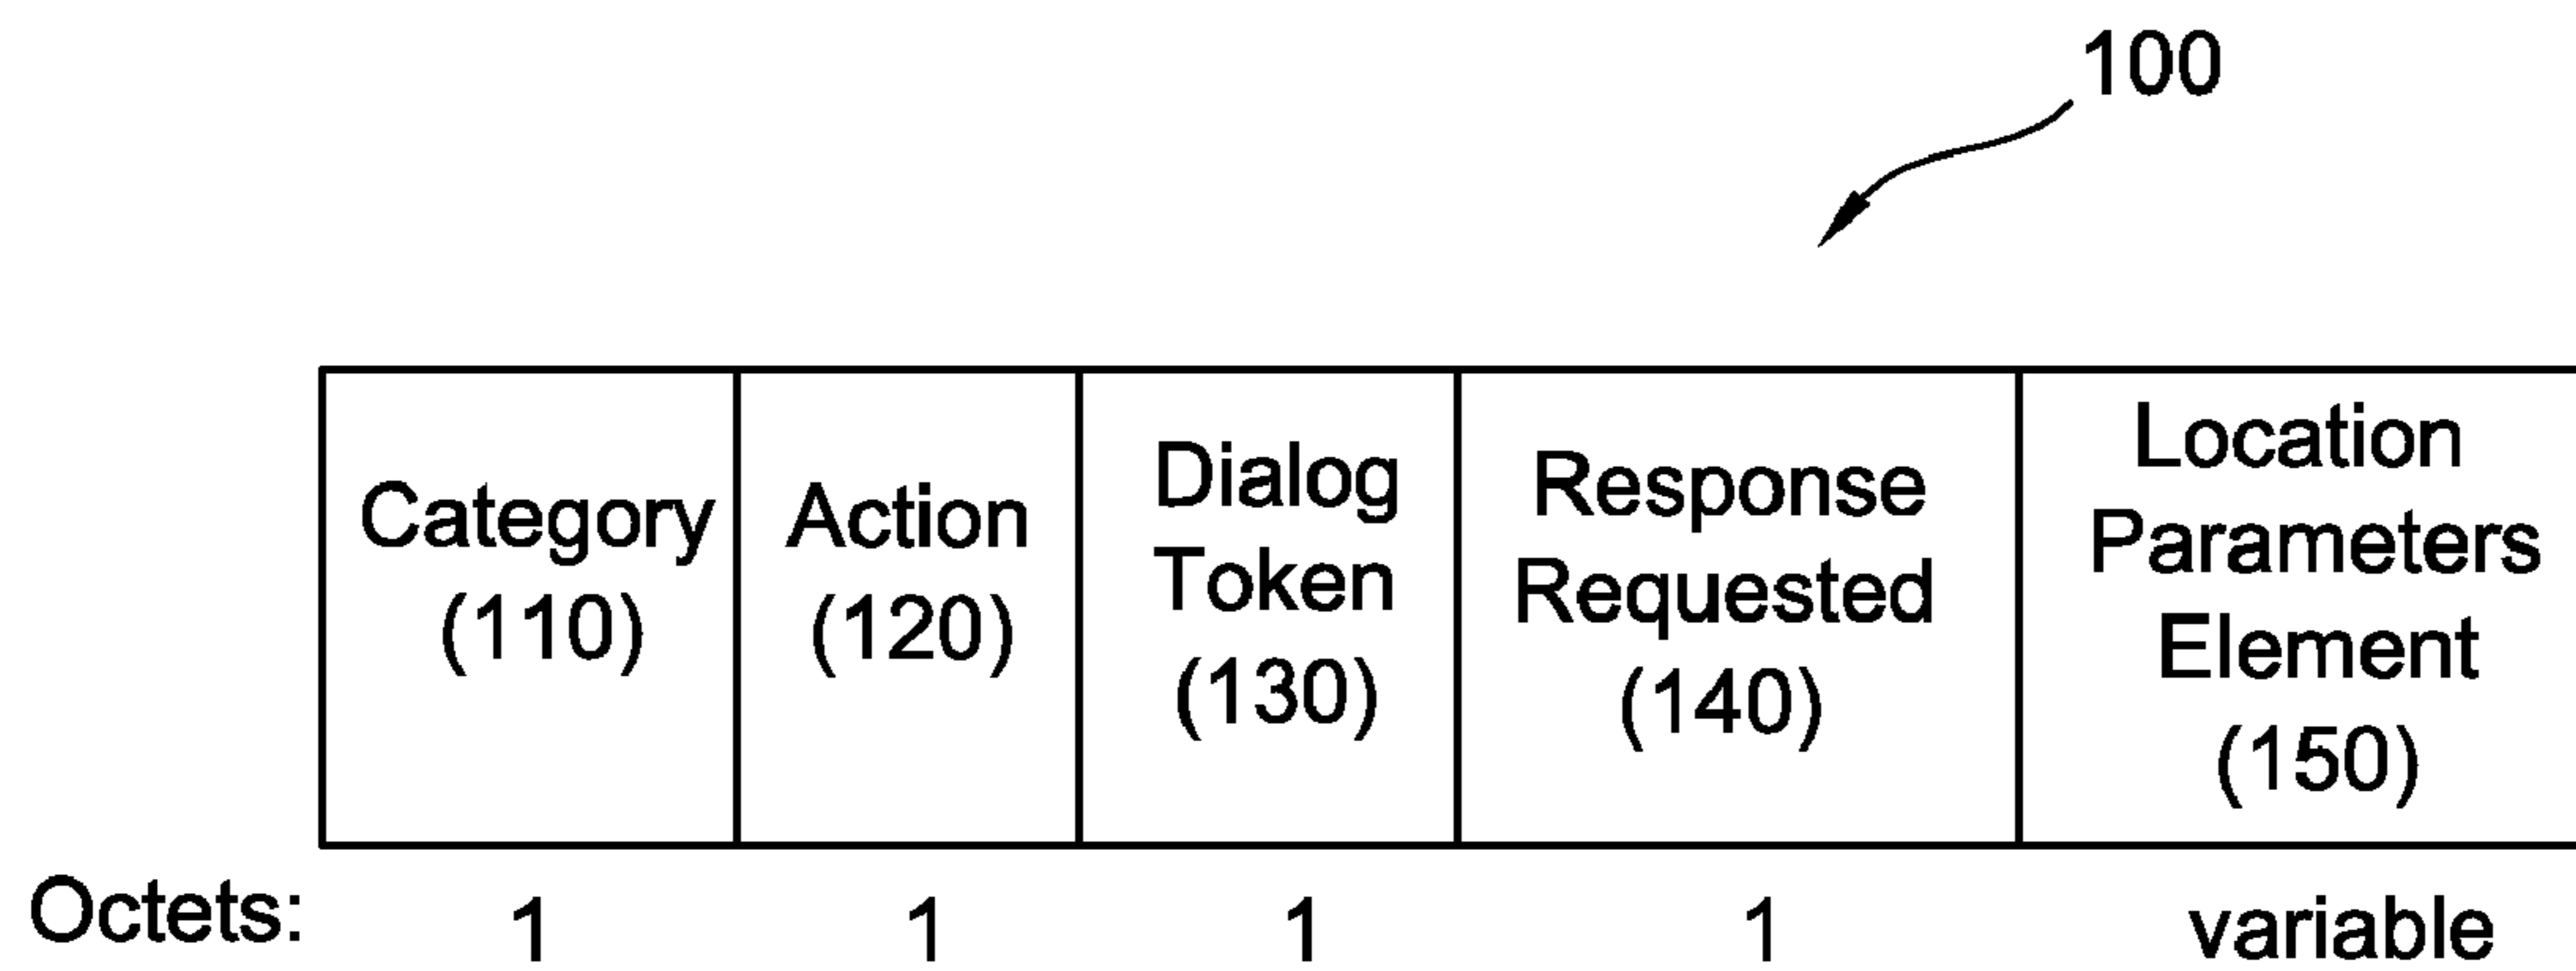 100
Category
(110)
Action
(120)
Dialog
Token
(130)
Response
Requested
(140)
Location
Parameters
Element
(150)
Octets: 1 1 1 1 variable